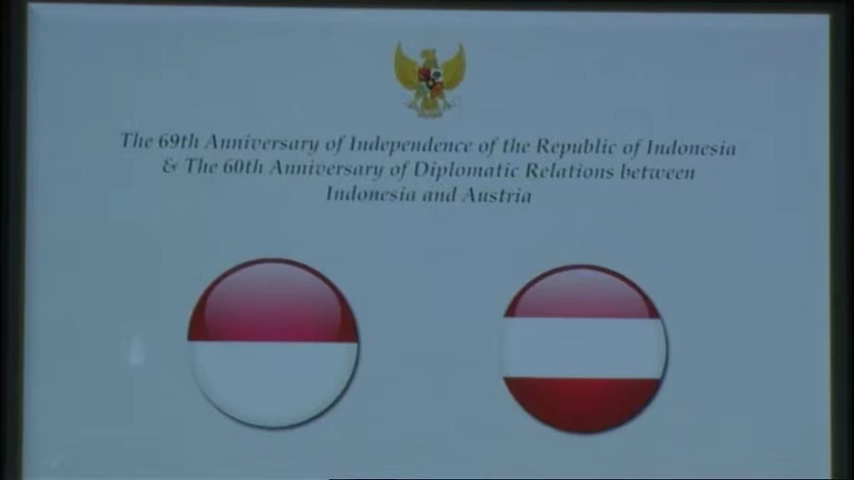 The 69th Anniversary of Independence of the Republic of Indonesia
& The 60th Anniversary of Diplomatic Relations between
Indonesia and Austria